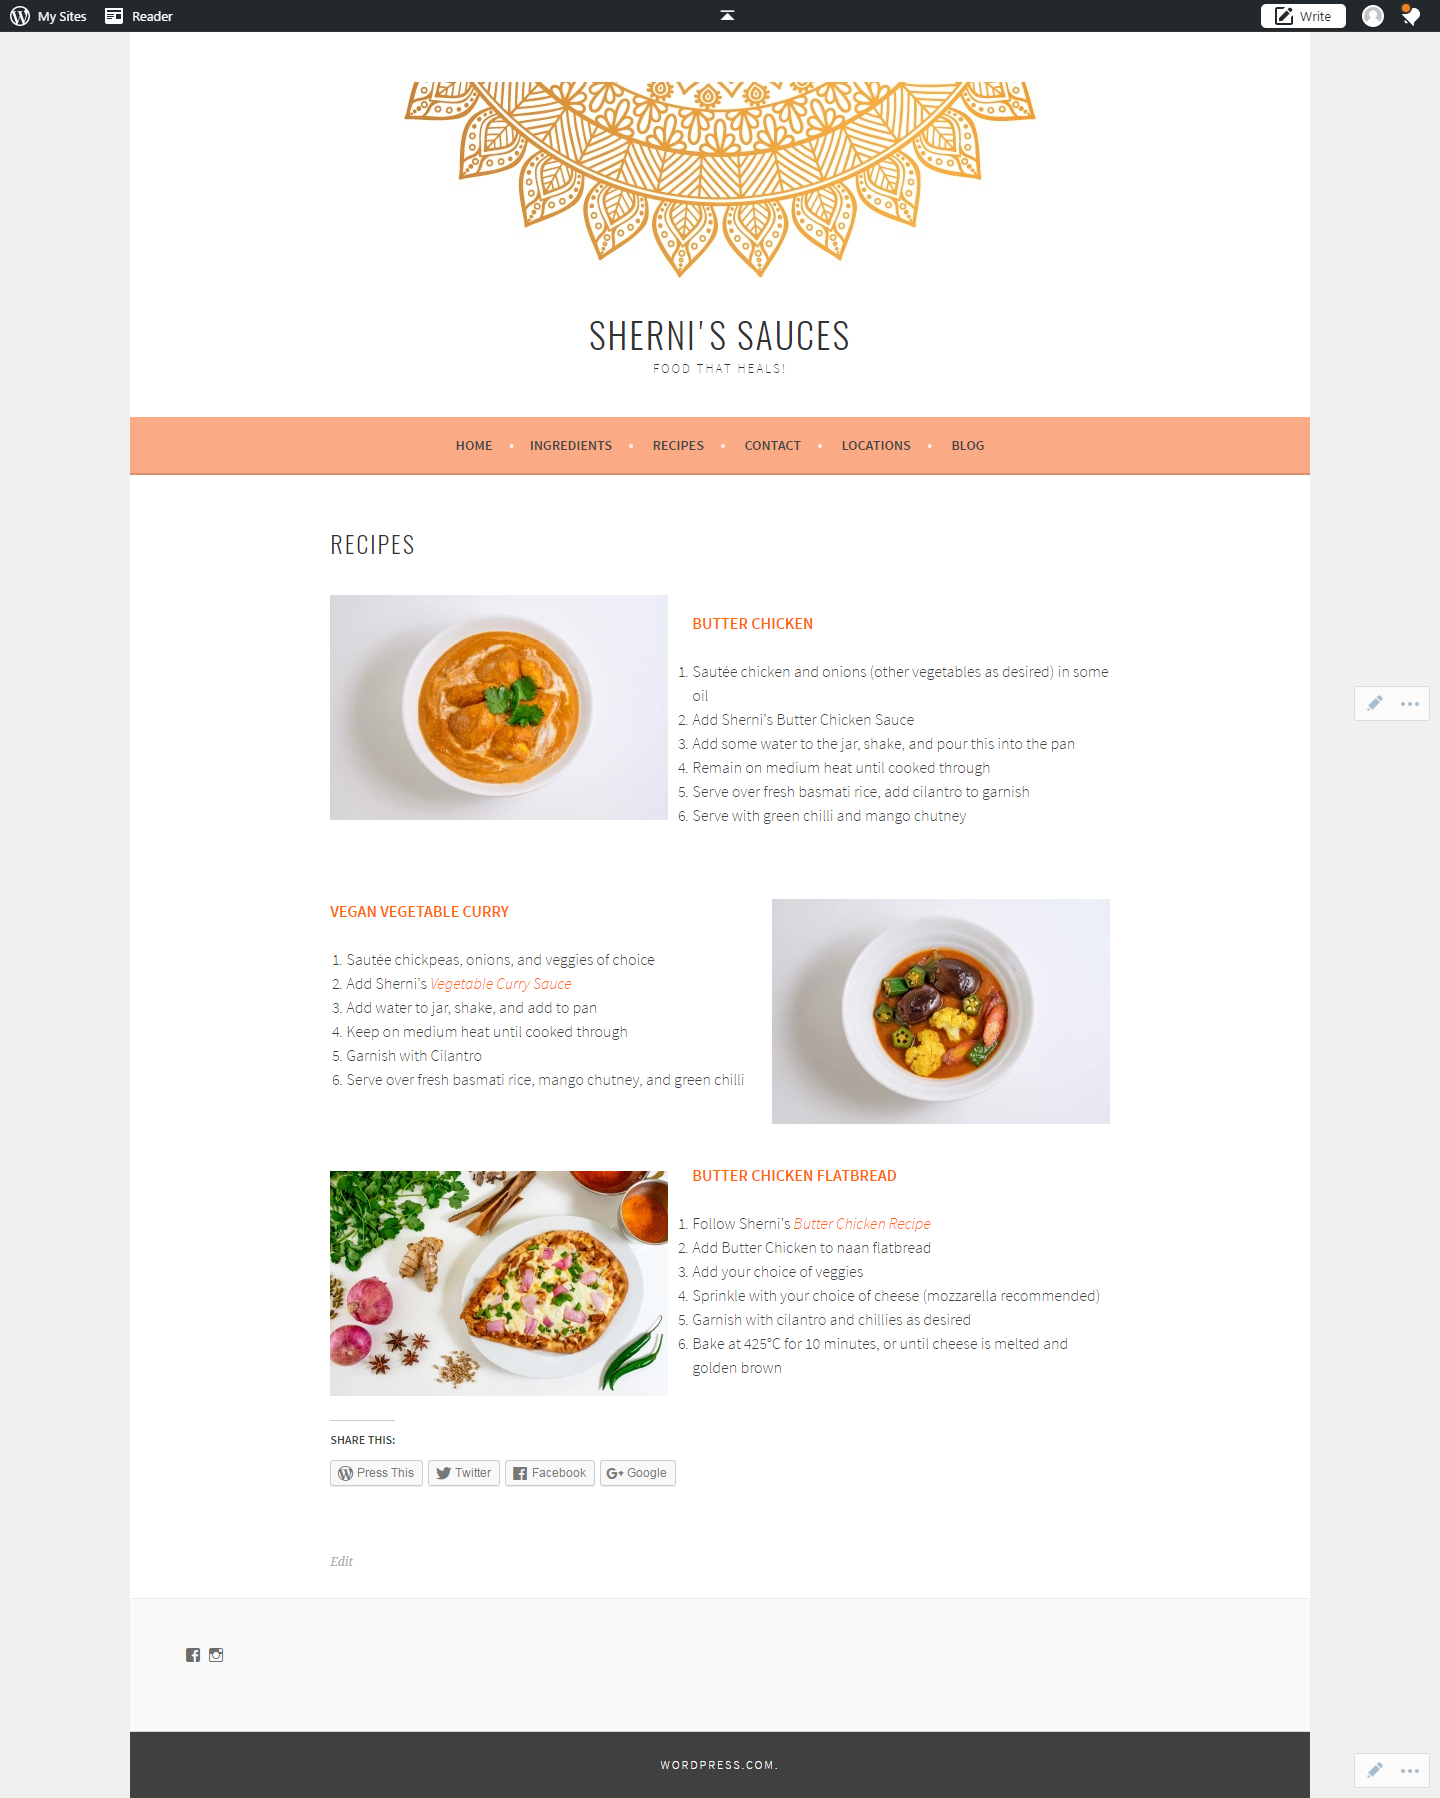 My Sites
Reader
Write
SHERNI'S SAUCES
FOOD THAT HEALS!
HOME • INGREDIENTS • RECIPES • CONTACT • LOCATIONS • BLOG
RECIPES
BUTTER CHICKEN
1. Sautée chicken and onions (other vegetables as desired) in some
oil
2. Add Sherni’s Butter Chicken Sauce
3. Add some water to the jar, shake, and pour this into the pan
4. Remain on medium heat until cooked through
5. Serve over fresh basmati rice, add cilantro to garnish
6. Serve with green chilli and mango chutney
VEGAN VEGETABLE CURRY
1. Sautée chickpeas, onions, and veggies of choice
2. Add Sherni’s Vegetable Curry Sauce
3. Add water to jar, shake, and add to pan
4. Keep on medium heat until cooked through
5. Garnish with Cilantro
6. Serve over fresh basmati rice, mango chutney, and green chilli
BUTTER CHICKEN FLATBREAD
1. Follow Sherni’s Butter Chicken Recipe
2. Add Butter Chicken to naan flatbread
3. Add your choice of veggies
4. Sprinkle with your choice of cheese (mozzarella recommended)
5. Garnish with cilantro and chillies as desired
6. Bake at 425°C for 10 minutes, or until cheese is melted and
golden brown
SHARE THIS:
Press This
Twitter
Facebook
Google
Edit
WORDPRESS.COM.